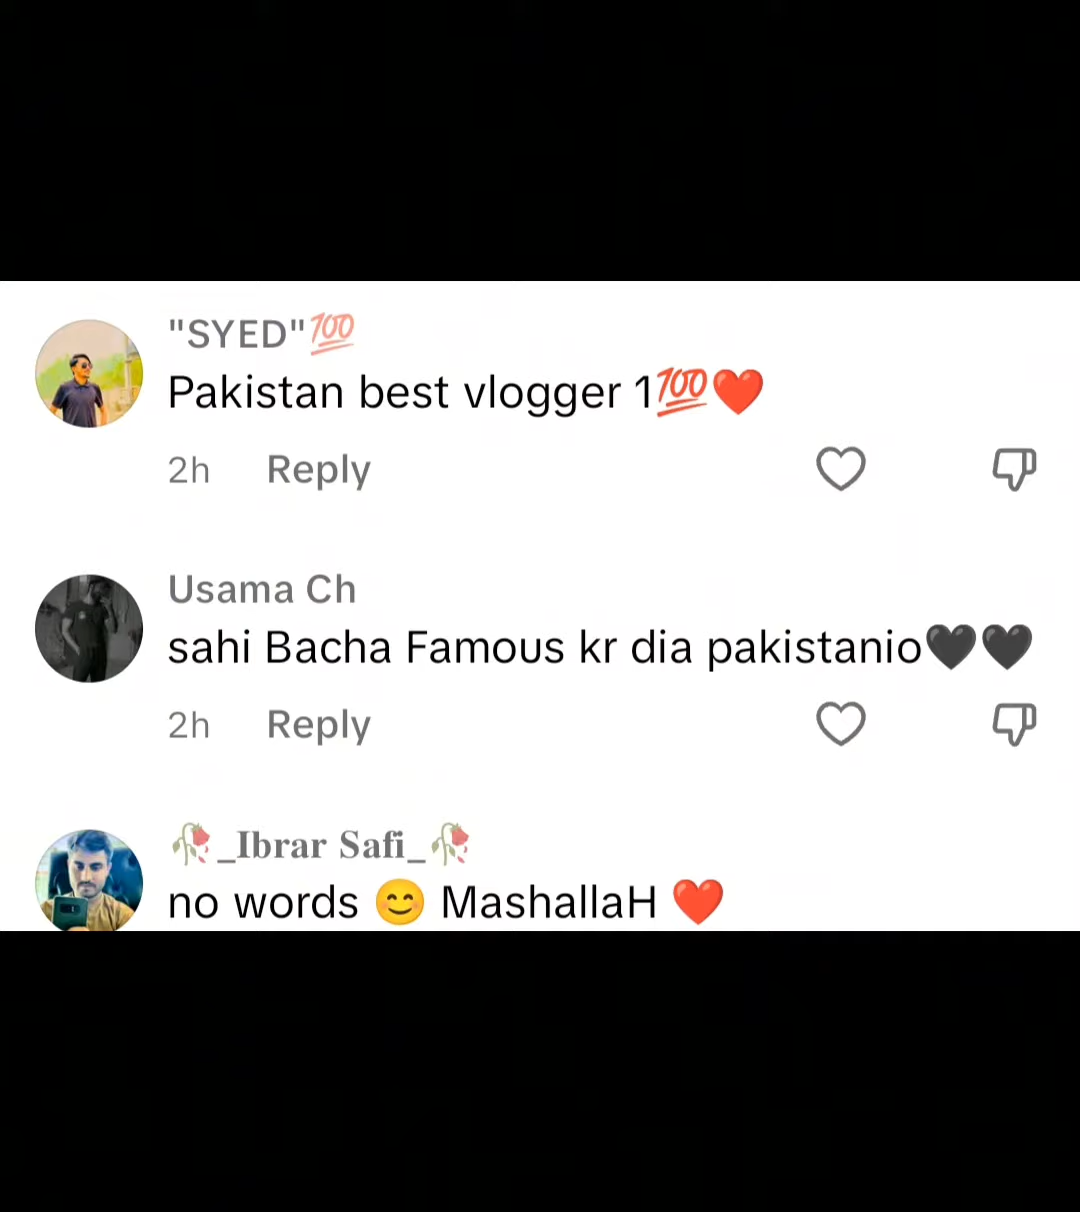 "SYED"💯
Pakistan best vlogger 1💯❤️
2h Reply
Usama Ch
sahi Bacha Famous kr dia pakistanio🖤🖤
2h Reply
🥀_Ibrar Safi_🥀
no words 😊 MashallaH ❤️